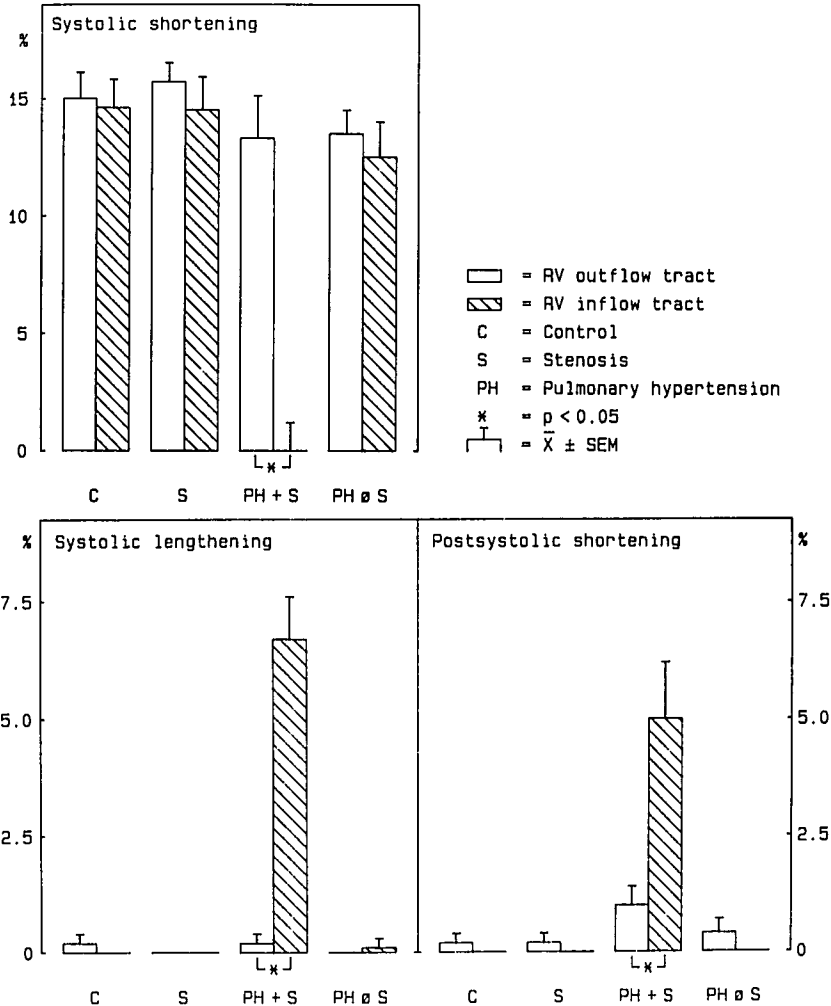 Systolic shortening
%
15
10
5
0
C S PH + S PH ø S
*
= RV outflow tract
= RV inflow tract
C = Control
S = Stenosis
PH = Pulmonary hypertension
* = p < 0.05
= X̄ ± SEM
% Systolic lengthening
7.5
5.0
2.5
0
*
C S PH + S PH ø S
Postsystolic shortening %
7.5
5.0
2.5
0
*
C S PH + S PH ø S